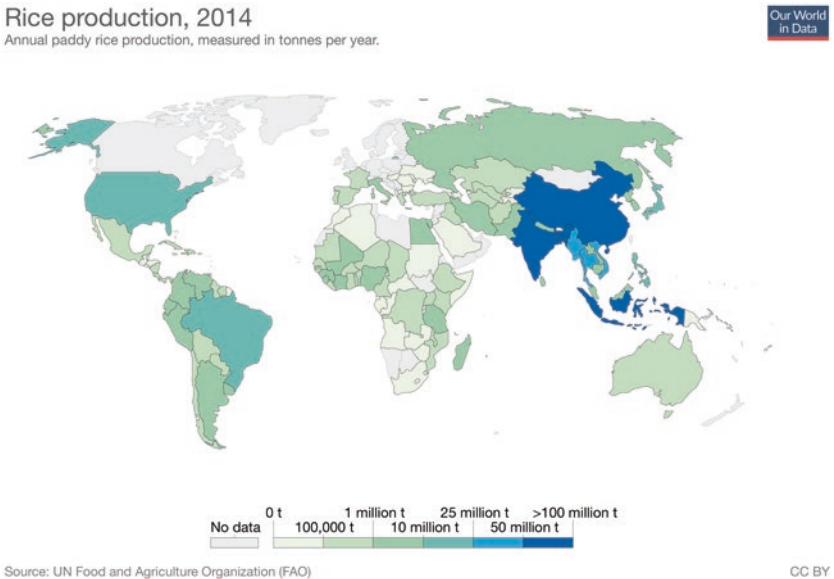 Rice production, 2014
Annual paddy rice production, measured in tonnes per year.
Our World
in Data
0 t 1 million t 25 million t >100 million t
No data 100,000 t 10 million t 50 million t
Source: UN Food and Agriculture Organization (FAO) CC BY